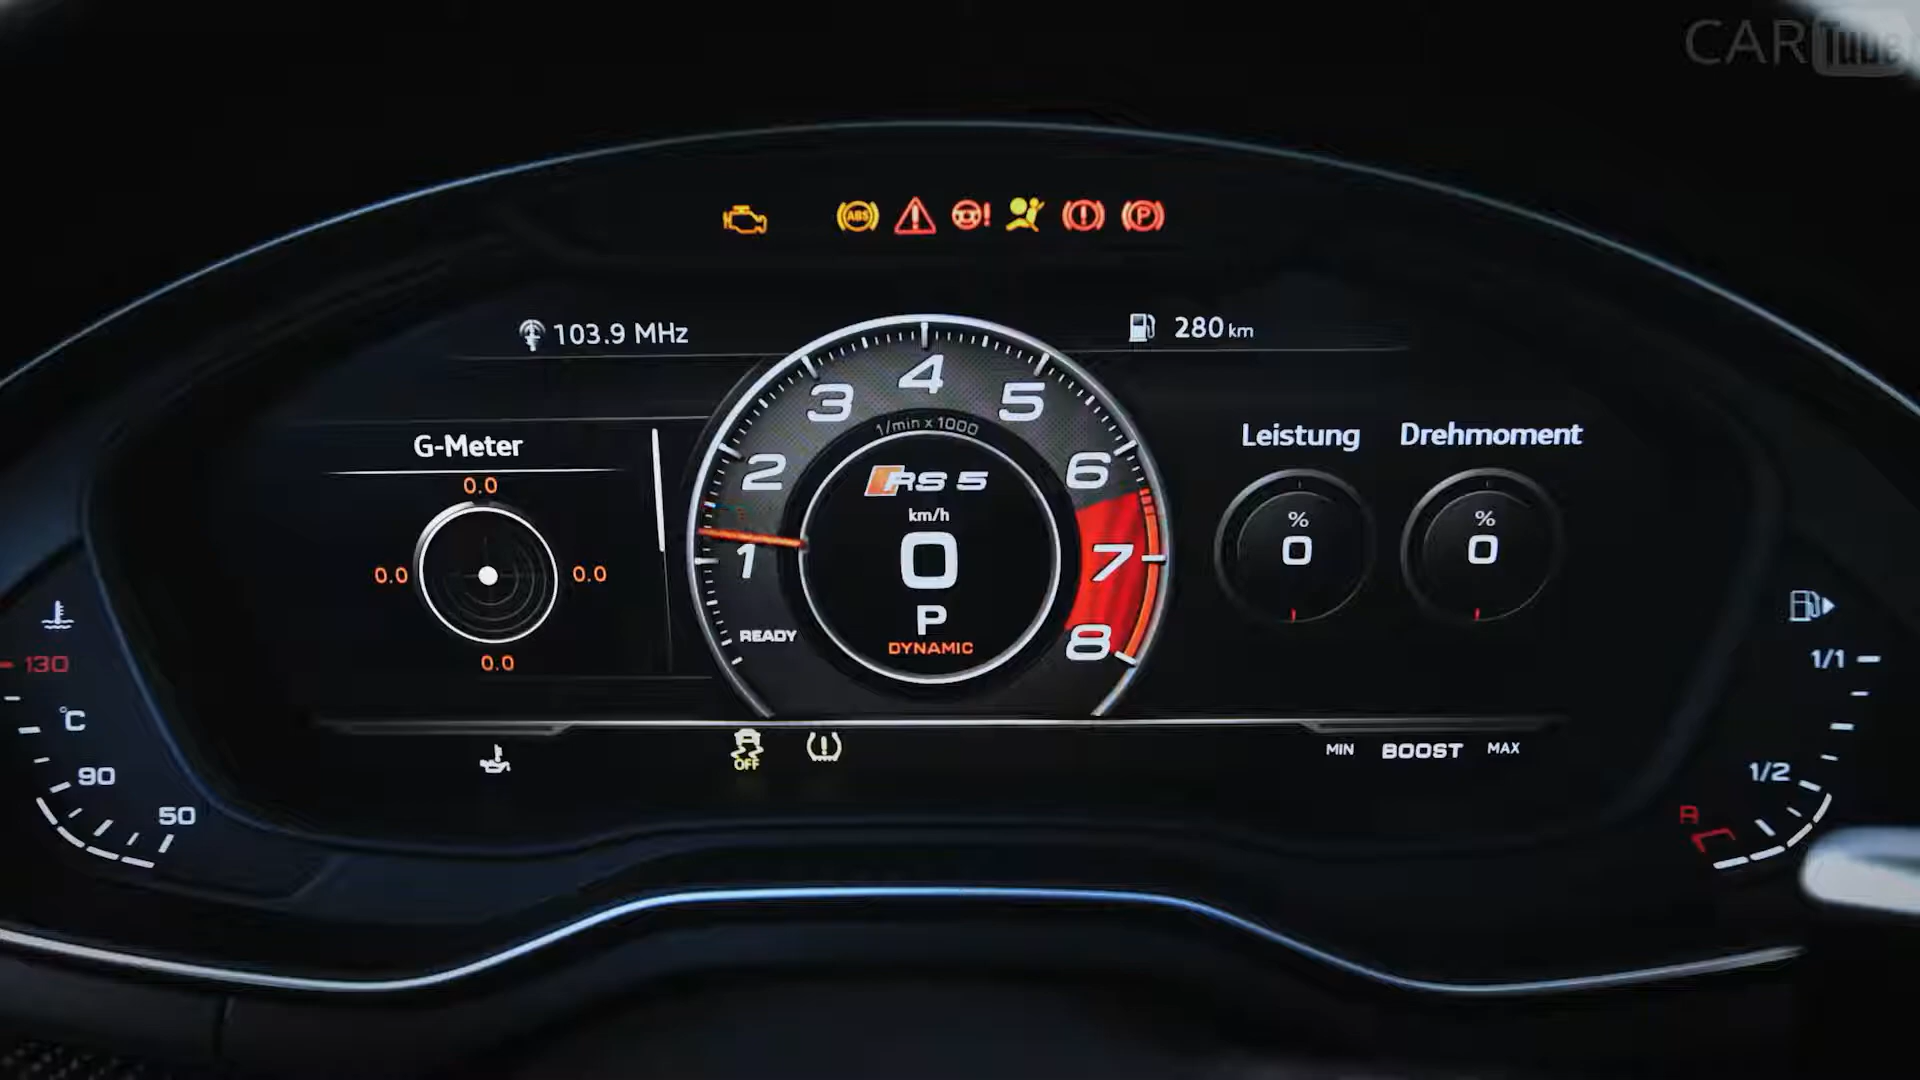 CARTube
ABS
P
103.9 MHz
280 km
G-Meter
0.0
0.0
0.0
0.0
1
2
3
4
5
6
7
8
1/min x 1000
RS 5
km/h
0
P
DYNAMIC
READY
Leistung
Drehmoment
%
0
%
0
130
°C
90
50
OFF
MIN
BOOST
MAX
1/1
1/2
R